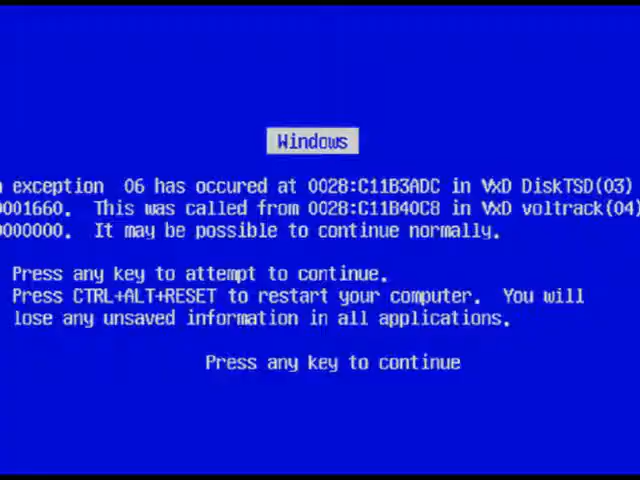 Windows
exception 06 has occured at 0028:C11B3ADC in VxD DiskTSD(03)
0001660. This was called from 0028:C11B40C8 in VxD voltrack(04)
0000000. It may be possible to continue normally.
Press any key to attempt to continue.
Press CTRL+ALT+RESET to restart your computer. You will
lose any unsaved information in all applications.
Press any key to continue